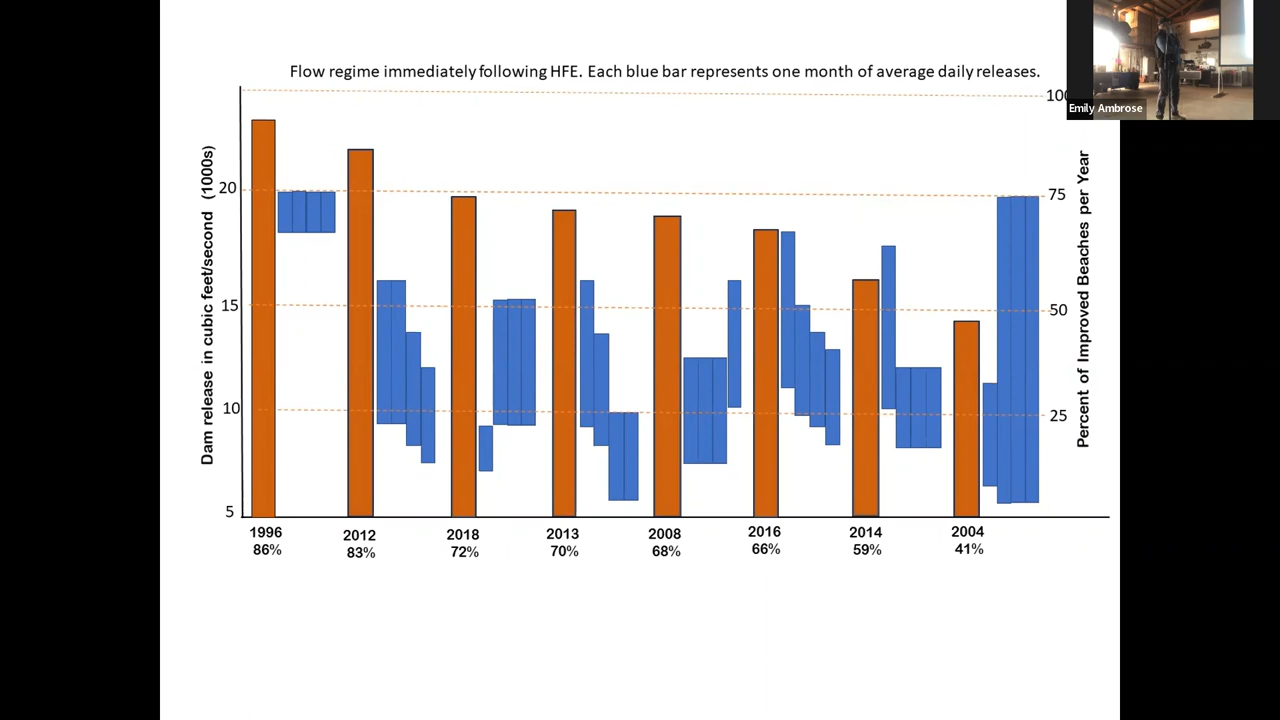 Flow regime immediately following HFE. Each blue bar represents one month of average daily releases.
Emily Ambrose
Dam release in cubic feet/second (1000s)
20
15
10
5
75
50
25
Percent of Improved Beaches per Year
1996 2012 2018 2013 2008 2016 2014 2004
86% 83% 72% 70% 68% 66% 59% 41%